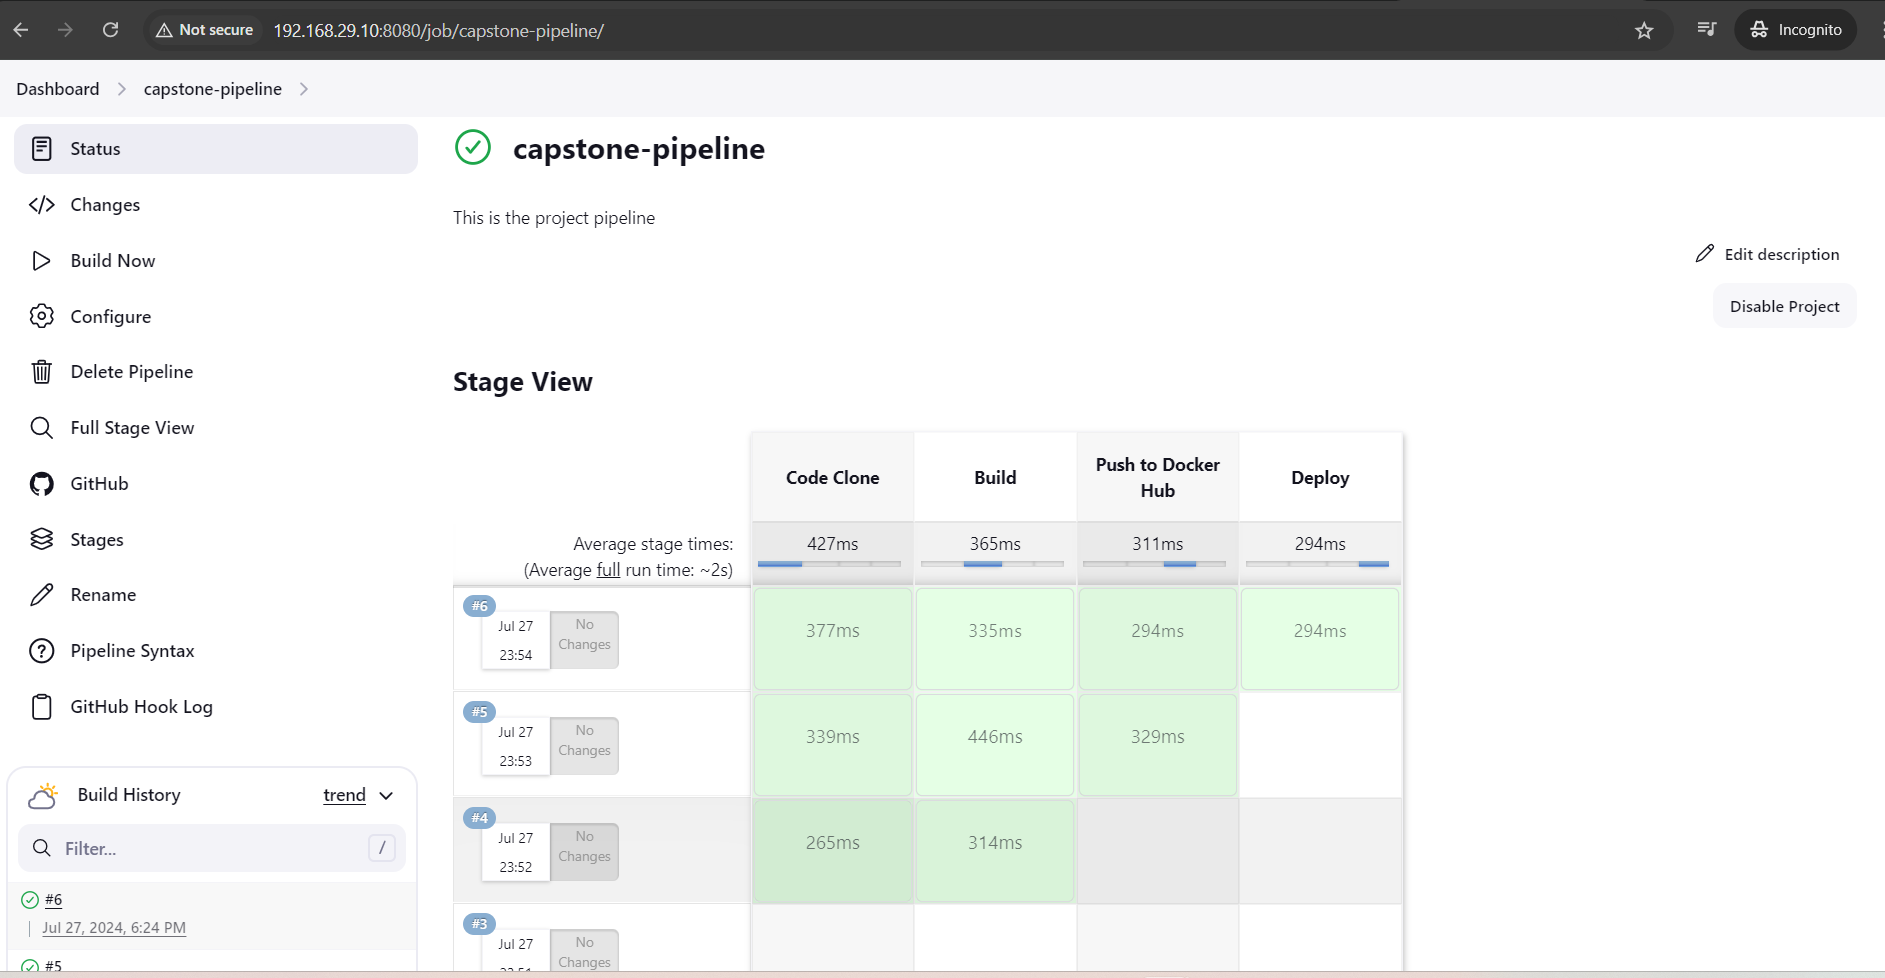 Not secure
192.168.29.10:8080/job/capstone-pipeline/
Incognito
Dashboard
capstone-pipeline
Status
Changes
Build Now
Configure
Delete Pipeline
Full Stage View
GitHub
Stages
Rename
Pipeline Syntax
GitHub Hook Log
Build History
trend
Filter...
/
#6
Jul 27, 2024, 6:24 PM
#5
capstone-pipeline
This is the project pipeline
Edit description
Disable Project
Stage View
Code Clone
Build
Push to Docker
Hub
Deploy
Average stage times:
(Average full run time: ~2s)
427ms
365ms
311ms
294ms
#6
Jul 27
23:54
No
Changes
377ms
335ms
294ms
294ms
#5
Jul 27
23:53
No
Changes
339ms
446ms
329ms
#4
Jul 27
23:52
No
Changes
265ms
314ms
#3
Jul 27
No
Changes